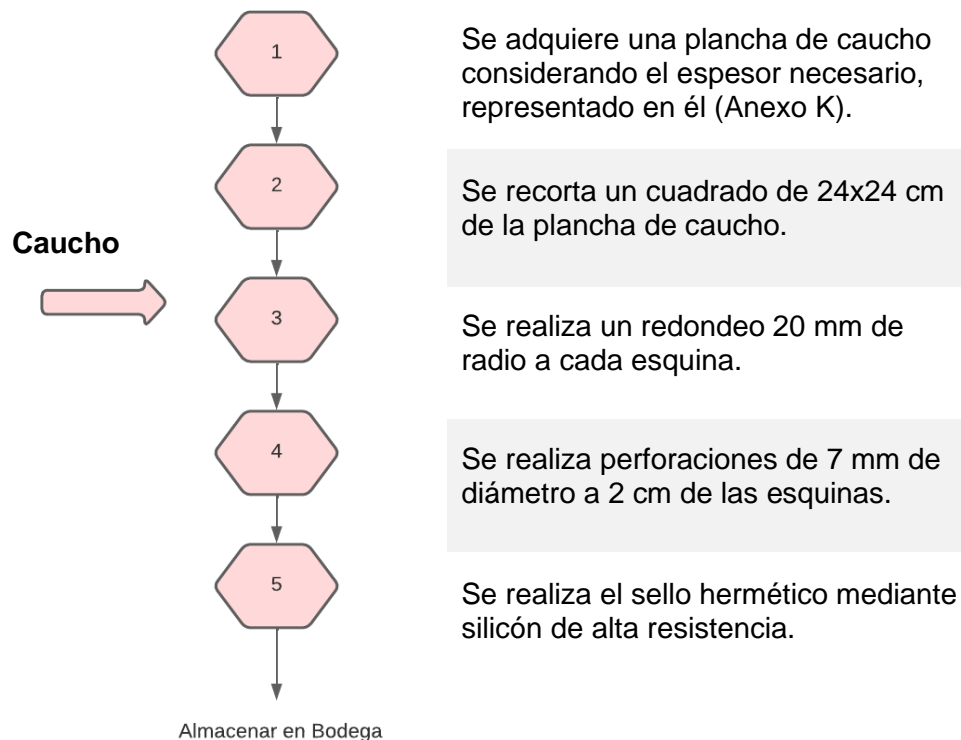 1
Se adquiere una plancha de caucho
considerando el espesor necesario,
representado en él (Anexo K).
2
Se recorta un cuadrado de 24x24 cm
de la plancha de caucho.
Caucho
3
Se realiza un redondeo 20 mm de
radio a cada esquina.
4
Se realiza perforaciones de 7 mm de
diámetro a 2 cm de las esquinas.
5
Se realiza el sello hermético mediante
silicón de alta resistencia.
Almacenar en Bodega